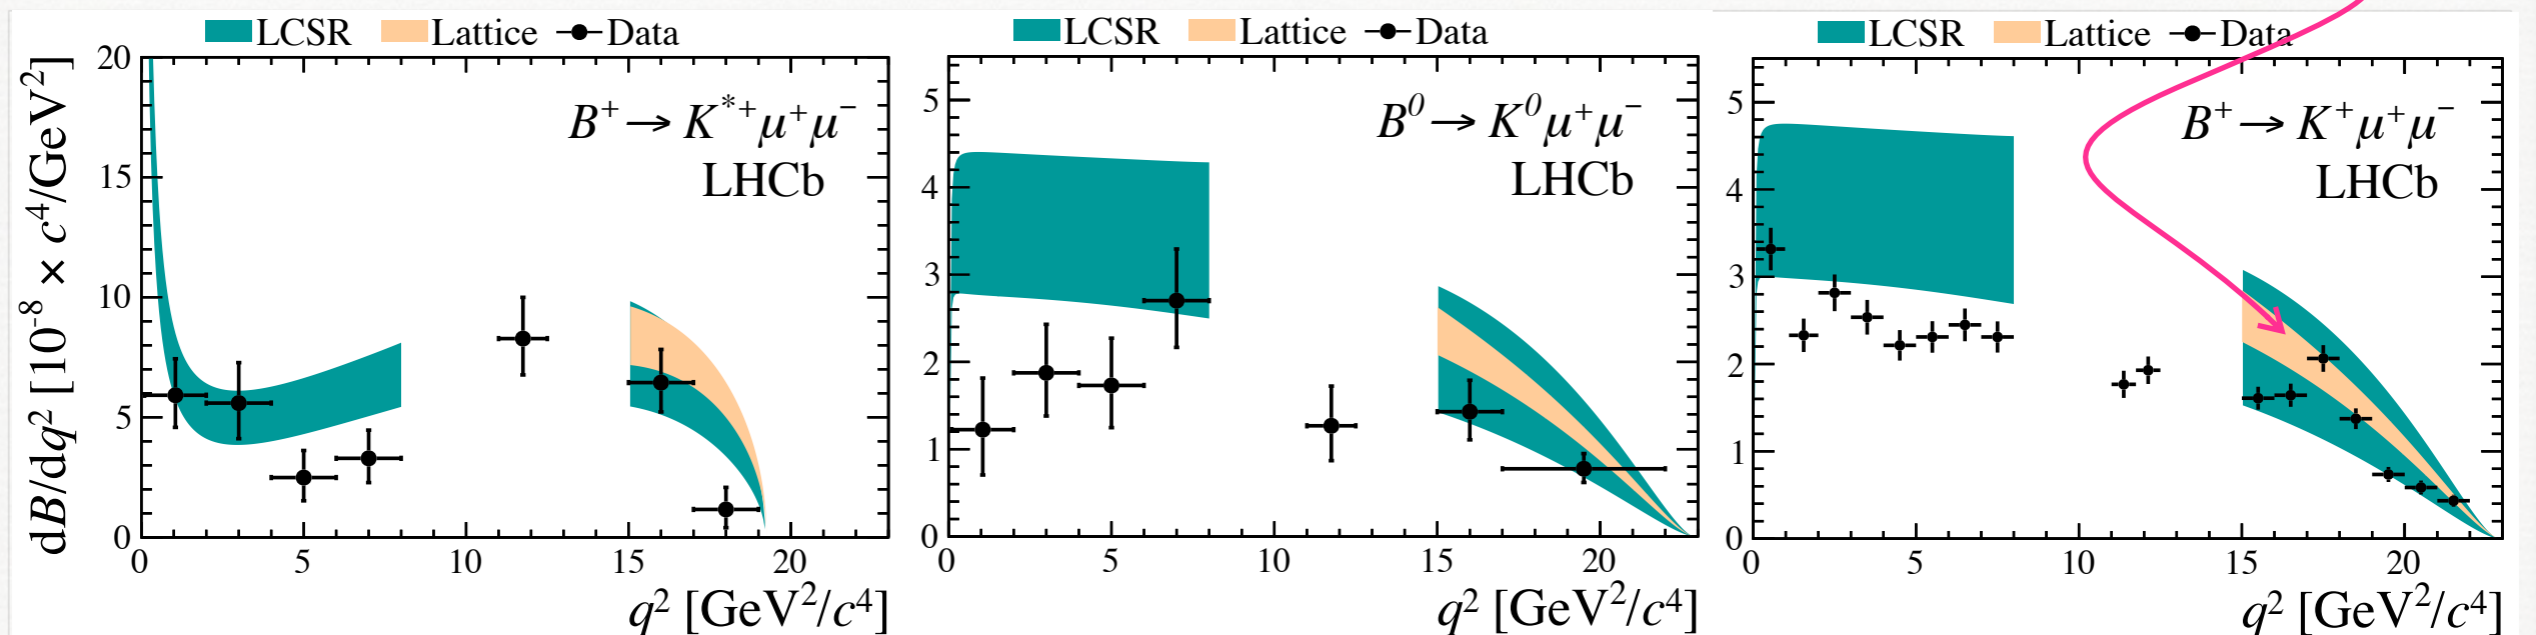 LCSR Lattice Data
B⁺ → K*⁺μ⁺μ⁻
LHCb
dB/dq² [10⁻⁸ × c⁴/GeV²]
20
15
10
5
0
0 5 10 15 20
q² [GeV²/c⁴]
LCSR Lattice Data
B⁰ → K⁰μ⁺μ⁻
LHCb
5
4
3
2
1
0
0 5 10 15 20
q² [GeV²/c⁴]
LCSR Lattice Data
B⁺ → K⁺μ⁺μ⁻
LHCb
5
4
3
2
1
0
0 5 10 15 20
q² [GeV²/c⁴]